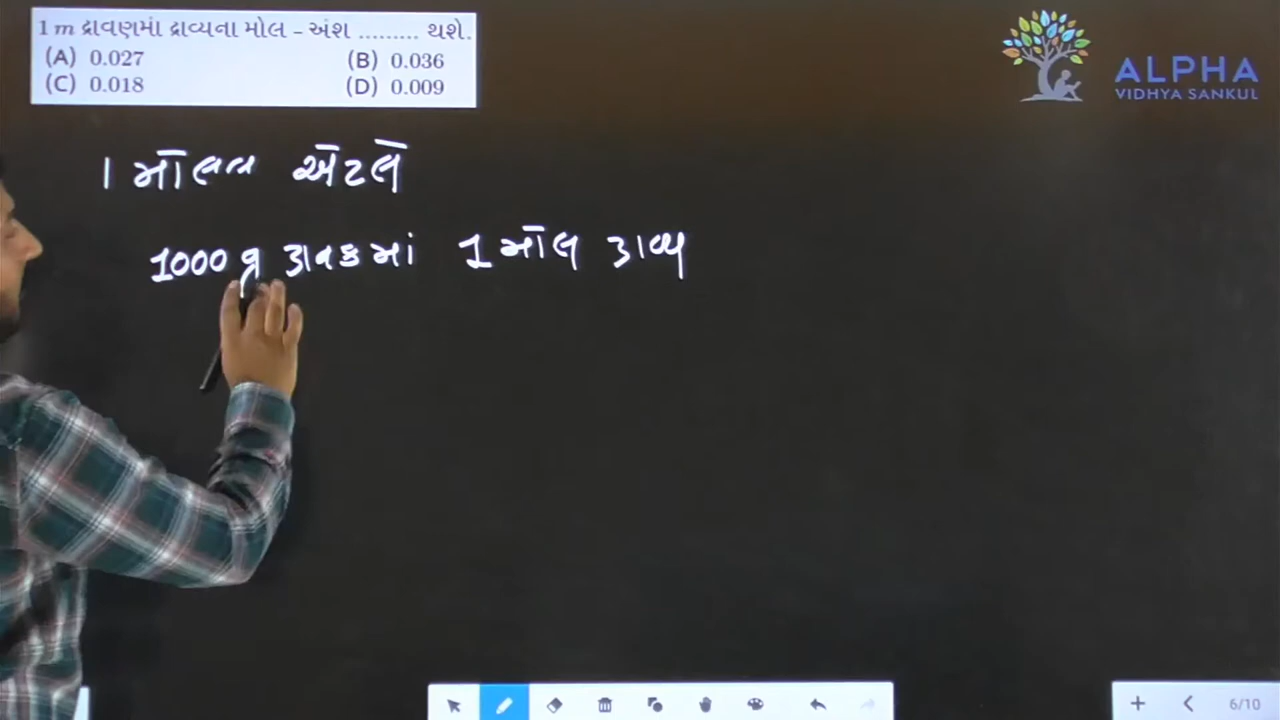 1 m દ્રાવણમાં દ્રાવ્યના મોલ – અંશ ......... થશે.
(A) 0.027 (B) 0.036
(C) 0.018 (D) 0.009
ALPHA
VIDHYA SANKUL
1 મોલલ એટલે
1000 g દ્રાવકમાં 1 મોલ દ્રાવ્ય
6/10